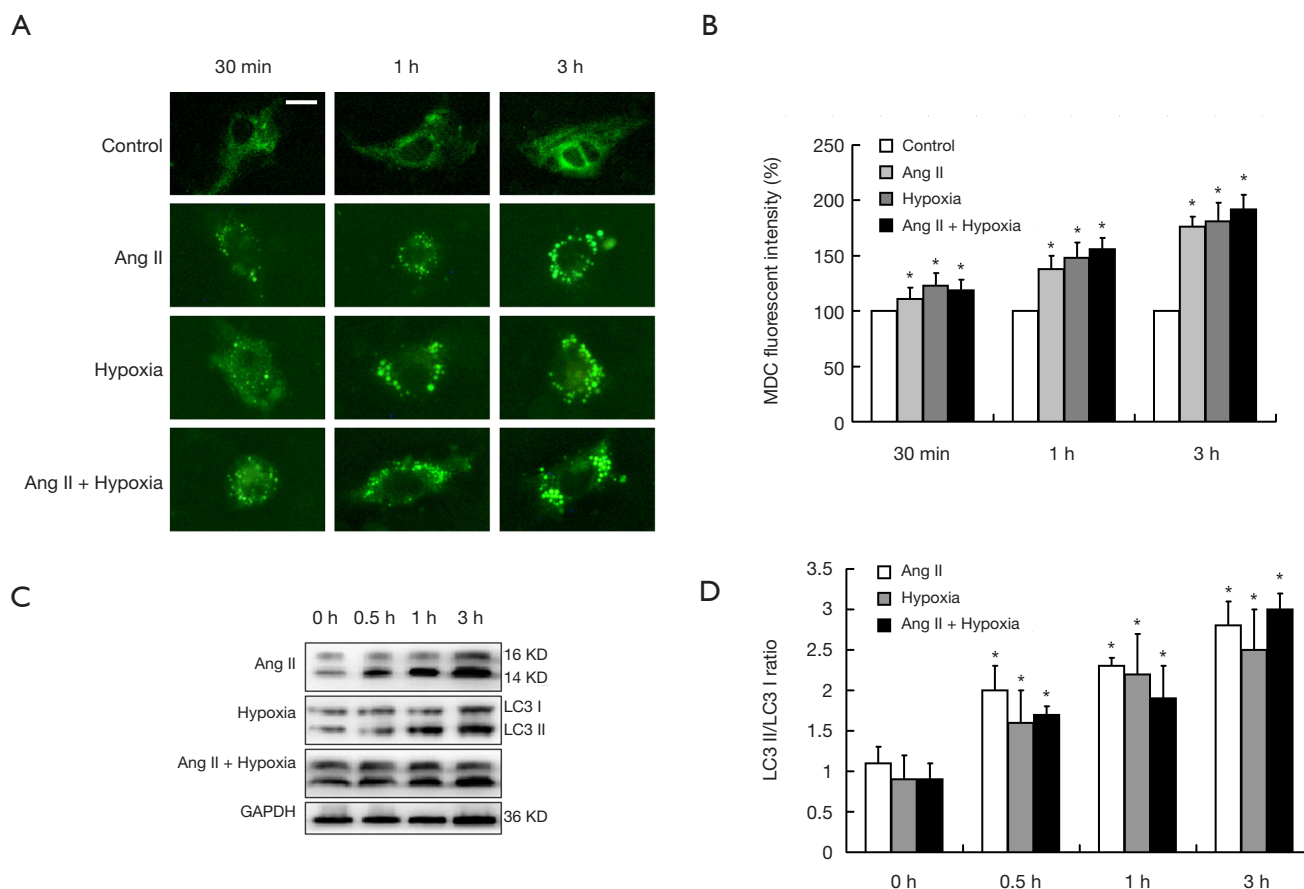 A
30 min 1 h 3 h
Control
Ang II
Hypoxia
Ang II + Hypoxia
B
MDC fluorescent intensity (%)
250
200
150
100
50
0
Control
Ang II
Hypoxia
Ang II + Hypoxia
* * *
* * *
* * *
30 min 1 h 3 h
C
0 h 0.5 h 1 h 3 h
Ang II
16 KD
14 KD
Hypoxia
LC3 I
LC3 II
Ang II + Hypoxia
GAPDH
36 KD
D
LC3 II/LC3 I ratio
3.5
3
2.5
2
1.5
1
0.5
0
Ang II
Hypoxia
Ang II + Hypoxia
* * *
* * *
* * *
0 h 0.5 h 1 h 3 h